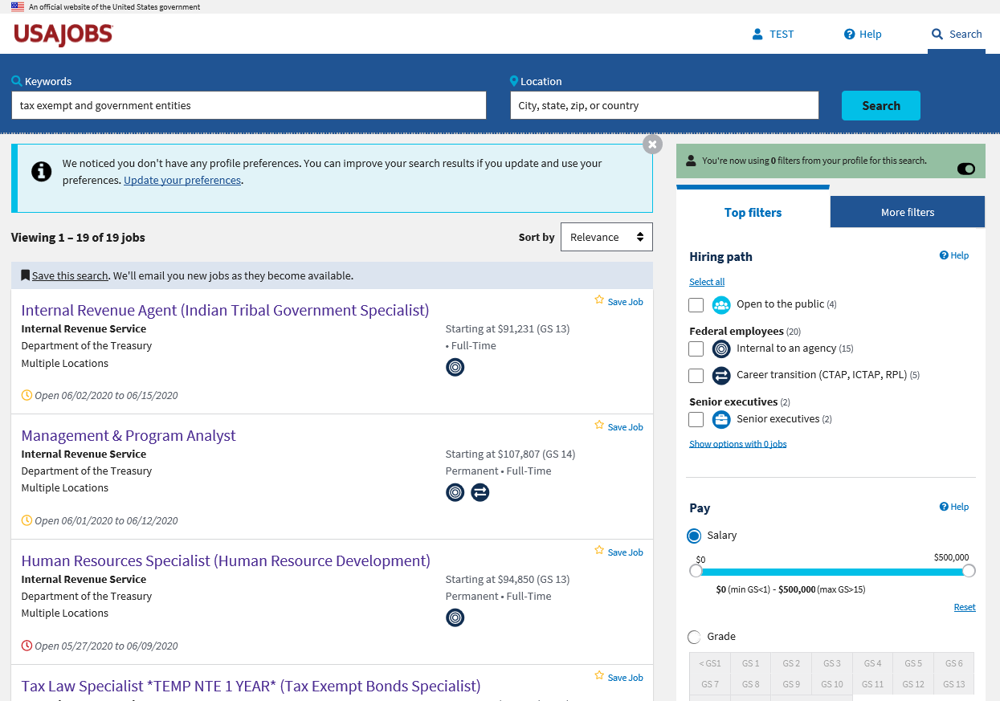 An official website of the United States government
USAJOBS
TEST
Help
Search
Keywords
Location
tax exempt and government entities
City, state, zip, or country
Search
We noticed you don't have any profile preferences. You can improve your search results if you update and use your
preferences. Update your preferences.
You're now using 0 filters from your profile for this search.
Top filters
More filters
Viewing 1 – 19 of 19 jobs
Sort by
Relevance
Save this search. We'll email you new jobs as they become available.
Internal Revenue Agent (Indian Tribal Government Specialist)
Save Job
Internal Revenue Service
Starting at $91,231 (GS 13)
Department of the Treasury
• Full-Time
Multiple Locations
Open 06/02/2020 to 06/15/2020
Management & Program Analyst
Save Job
Internal Revenue Service
Starting at $107,807 (GS 14)
Department of the Treasury
Permanent • Full-Time
Multiple Locations
Open 06/01/2020 to 06/12/2020
Human Resources Specialist (Human Resource Development)
Save Job
Internal Revenue Service
Starting at $94,850 (GS 13)
Department of the Treasury
Permanent • Full-Time
Multiple Locations
Open 05/27/2020 to 06/09/2020
Tax Law Specialist *TEMP NTE 1 YEAR* (Tax Exempt Bonds Specialist)
Save Job
Hiring path
Help
Select all
Open to the public (4)
Federal employees (20)
Internal to an agency (15)
Career transition (CTAP, ICTAP, RPL) (5)
Senior executives (2)
Senior executives (2)
Show options with 0 jobs
Pay
Help
Salary
$0
$500,000
$0 (min GS<1) - $500,000 (max GS>15)
Reset
Grade
< GS1 GS 1 GS 2 GS 3 GS 4 GS 5 GS 6
GS 7 GS 8 GS 9 GS 10 GS 11 GS 12 GS 13